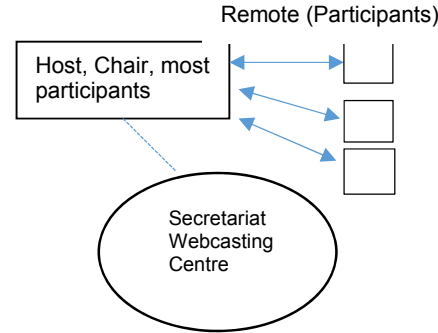 Remote (Participants)
Host, Chair, most
participants
Secretariat
Webcasting
Centre